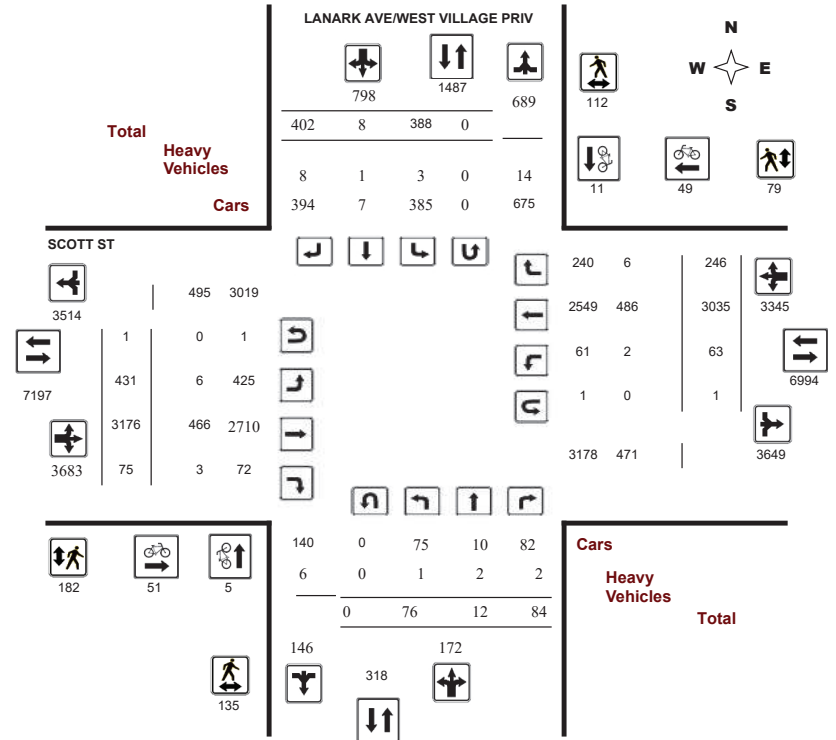 LANARK AVE/WEST VILLAGE PRIV
N
W E
S
798 1487 689 112
Total 402 8 388 0
Heavy
Vehicles 8 1 3 0 14
Cars 394 7 385 0 675
11 49 79
SCOTT ST
3514 495 3019
7197 1 0 1
431 6 425
3176 466 2710
3683 75 3 72
240 6 246
2549 486 3035 3345
61 2 63
6994
1 0 1
3178 471 3649
182 51 5
135
140 0 75 10 82 Cars
6 0 1 2 2 Heavy
Vehicles
0 76 12 84 Total
146 172
318